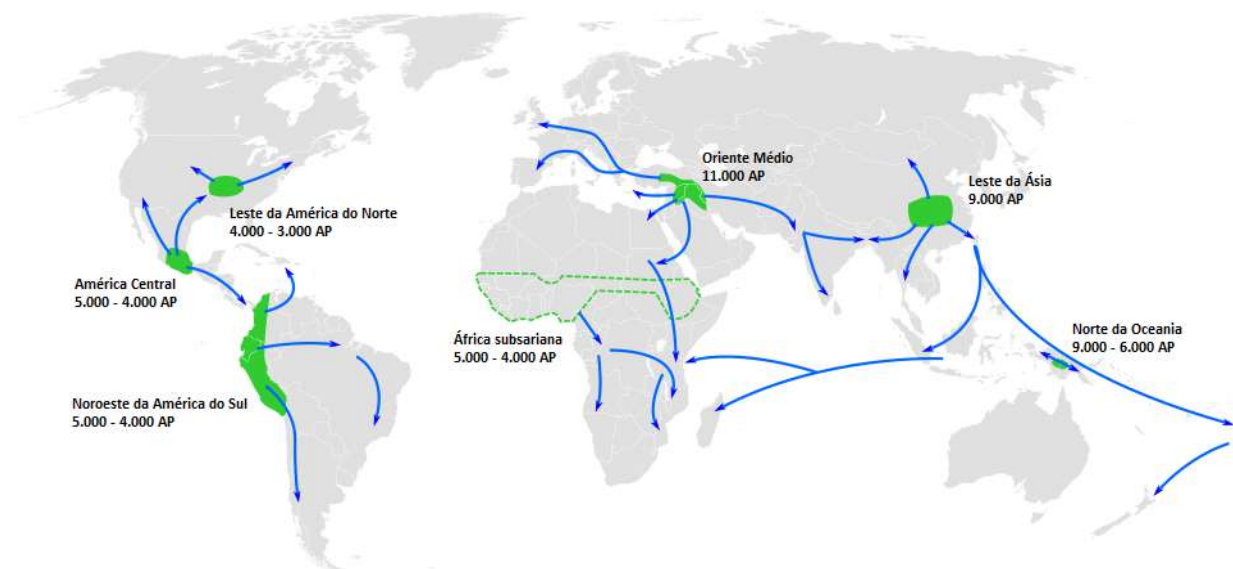 Oriente Médio
11.000 AP
Leste da Ásia
9.000 AP
Leste da América do Norte
4.000 - 3.000 AP
América Central
5.000 - 4.000 AP
África subsariana
5.000 - 4.000 AP
Norte da Oceania
9.000 - 6.000 AP
Noroeste da América do Sul
5.000 - 4.000 AP